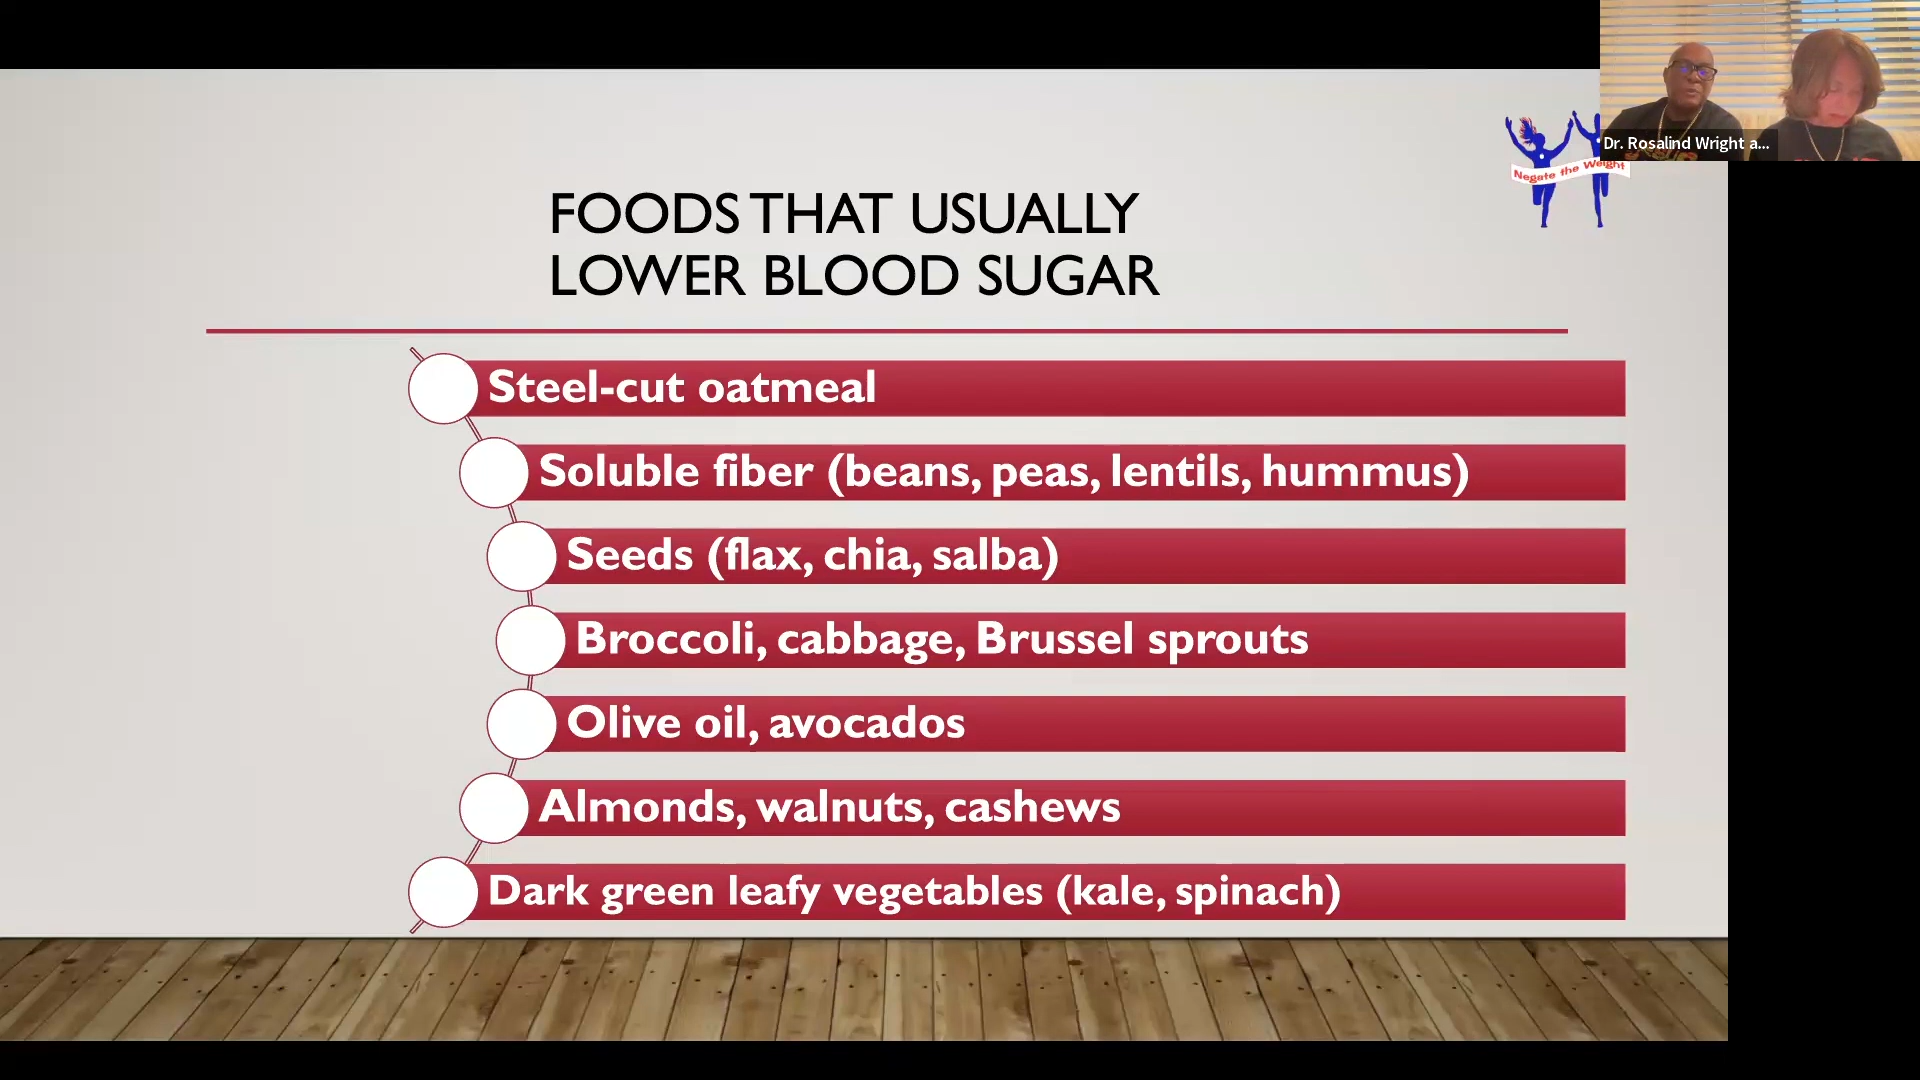 Dr. Rosalind Wright a...
Negate the Weight
FOODS THAT USUALLY
LOWER BLOOD SUGAR
Steel-cut oatmeal
Soluble fiber (beans, peas, lentils, hummus)
Seeds (flax, chia, salba)
Broccoli, cabbage, Brussel sprouts
Olive oil, avocados
Almonds, walnuts, cashews
Dark green leafy vegetables (kale, spinach)